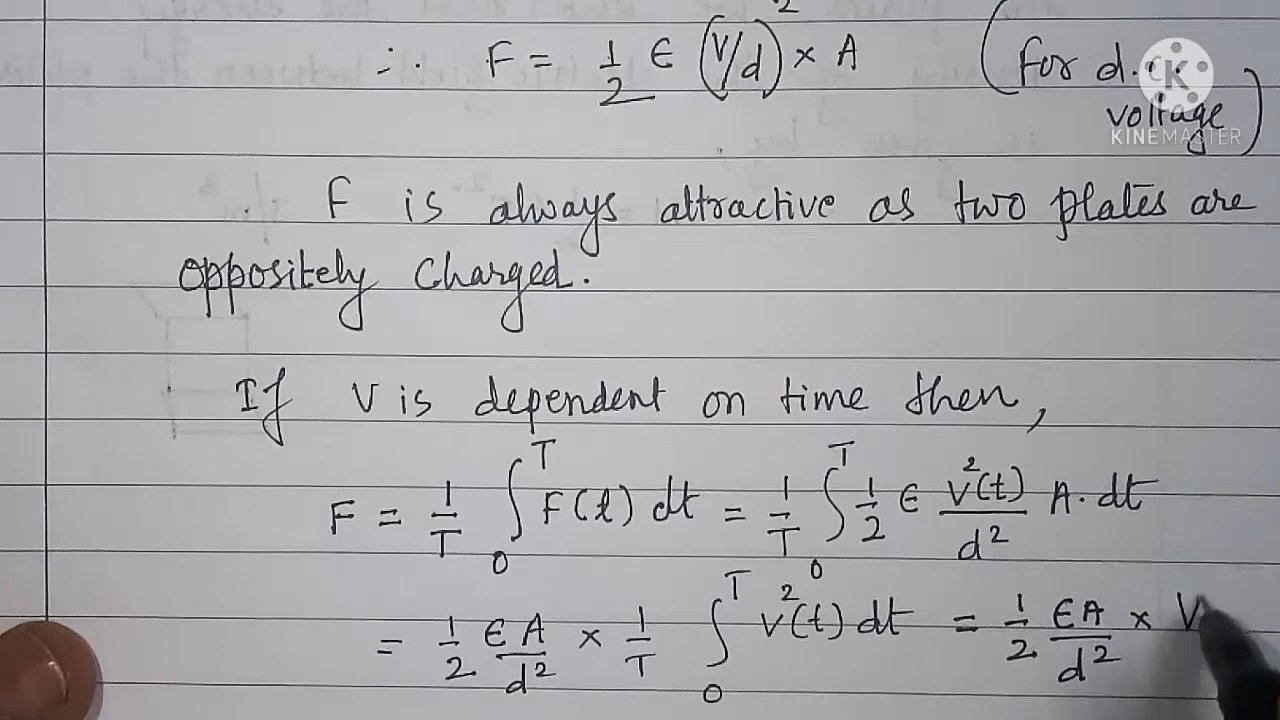 ∴ F = 1/2 ϵ (V/d)² × A (for d.c. voltage)
KINEMASTER
F is always attractive as two plates are
oppositely charged.
If V is dependent on time then,
F = 1/T ∫₀ᵀ F(t) dt = 1/T ∫₀ᵀ 1/2 ϵ V²(t)/d² A. dt
= 1/2 ϵA/d² × 1/T ∫₀ᵀ V²(t) dt = 1/2 ϵA/d² × V